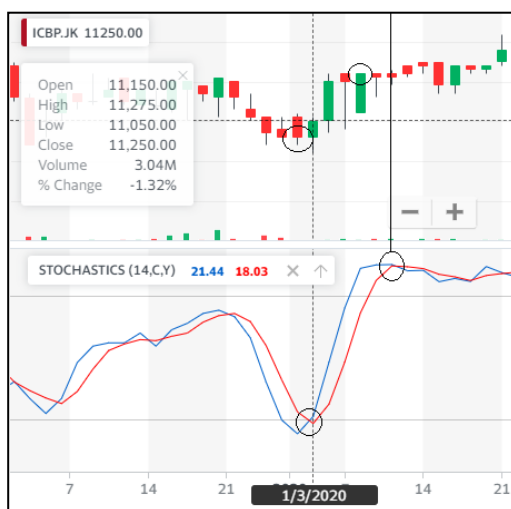 ICBP.JK 11250.00
Open 11,150.00
High 11,275.00
Low 11,050.00
Close 11,250.00
Volume 3.04M
% Change -1.32%
STOCHASTICS (14,C,Y) 21.44 18.03
7 14 21 14 21
1/3/2020